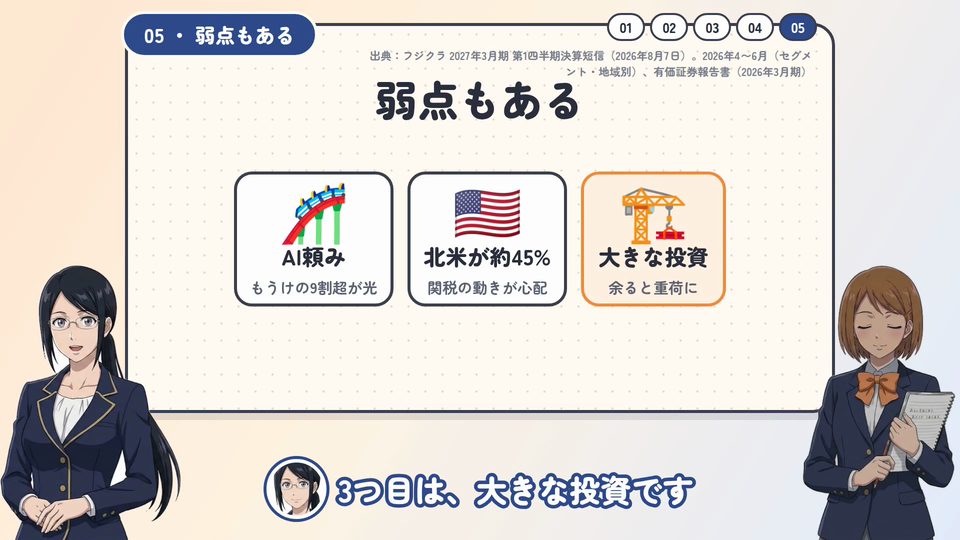 05 ・ 弱点もある
01 02 03 04 05
出典：フジクラ 2027年3月期 第1四半期決算短信（2026年8月7日）。2026年4〜6月（セグメ
ント・地域別）、有価証券報告書（2026年3月期）
弱点もある
AI頼み
もうけの9割超が光
北米が約45%
関税の動きが心配
大きな投資
余ると重荷に
3つ目は、大きな投資です